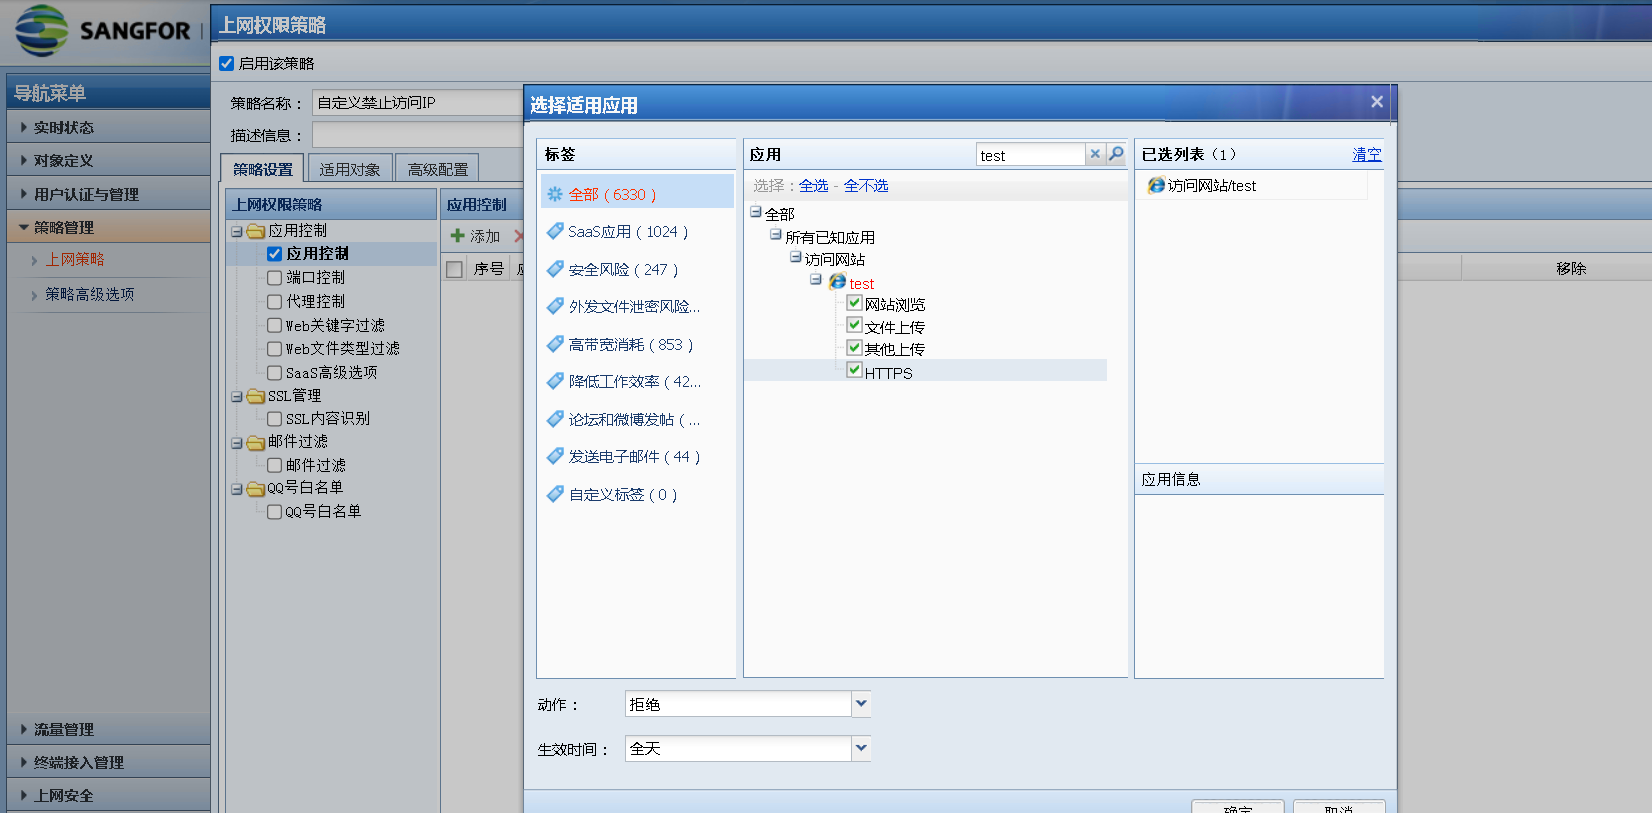 SANGFOR
上网权限策略
启用该策略
导航菜单
策略名称：
自定义禁止访问IP
描述信息：
实时状态
对象定义
用户认证与管理
策略管理
上网策略
策略高级选项
流量管理
终端接入管理
上网安全
策略设置
适用对象
高级配置
上网权限策略
应用控制
应用控制
端口控制
代理控制
Web关键字过滤
Web文件类型过滤
SaaS高级选项
SSL管理
SSL内容识别
邮件过滤
邮件过滤
QQ号白名单
QQ号白名单
应用控制
添加
序号
移除
选择适用应用
标签
全部（6330）
SaaS应用（1024）
安全风险（247）
外发文件泄密风险...
高带宽消耗（853）
降低工作效率（42...
论坛和微博发帖（...
发送电子邮件（44）
自定义标签（0）
应用
test
选择：全选 - 全不选
全部
所有已知应用
访问网站
test
网站浏览
文件上传
其他上传
HTTPS
已选列表（1）
清空
访问网站/test
应用信息
动作：
拒绝
生效时间：
全天
确定
取消